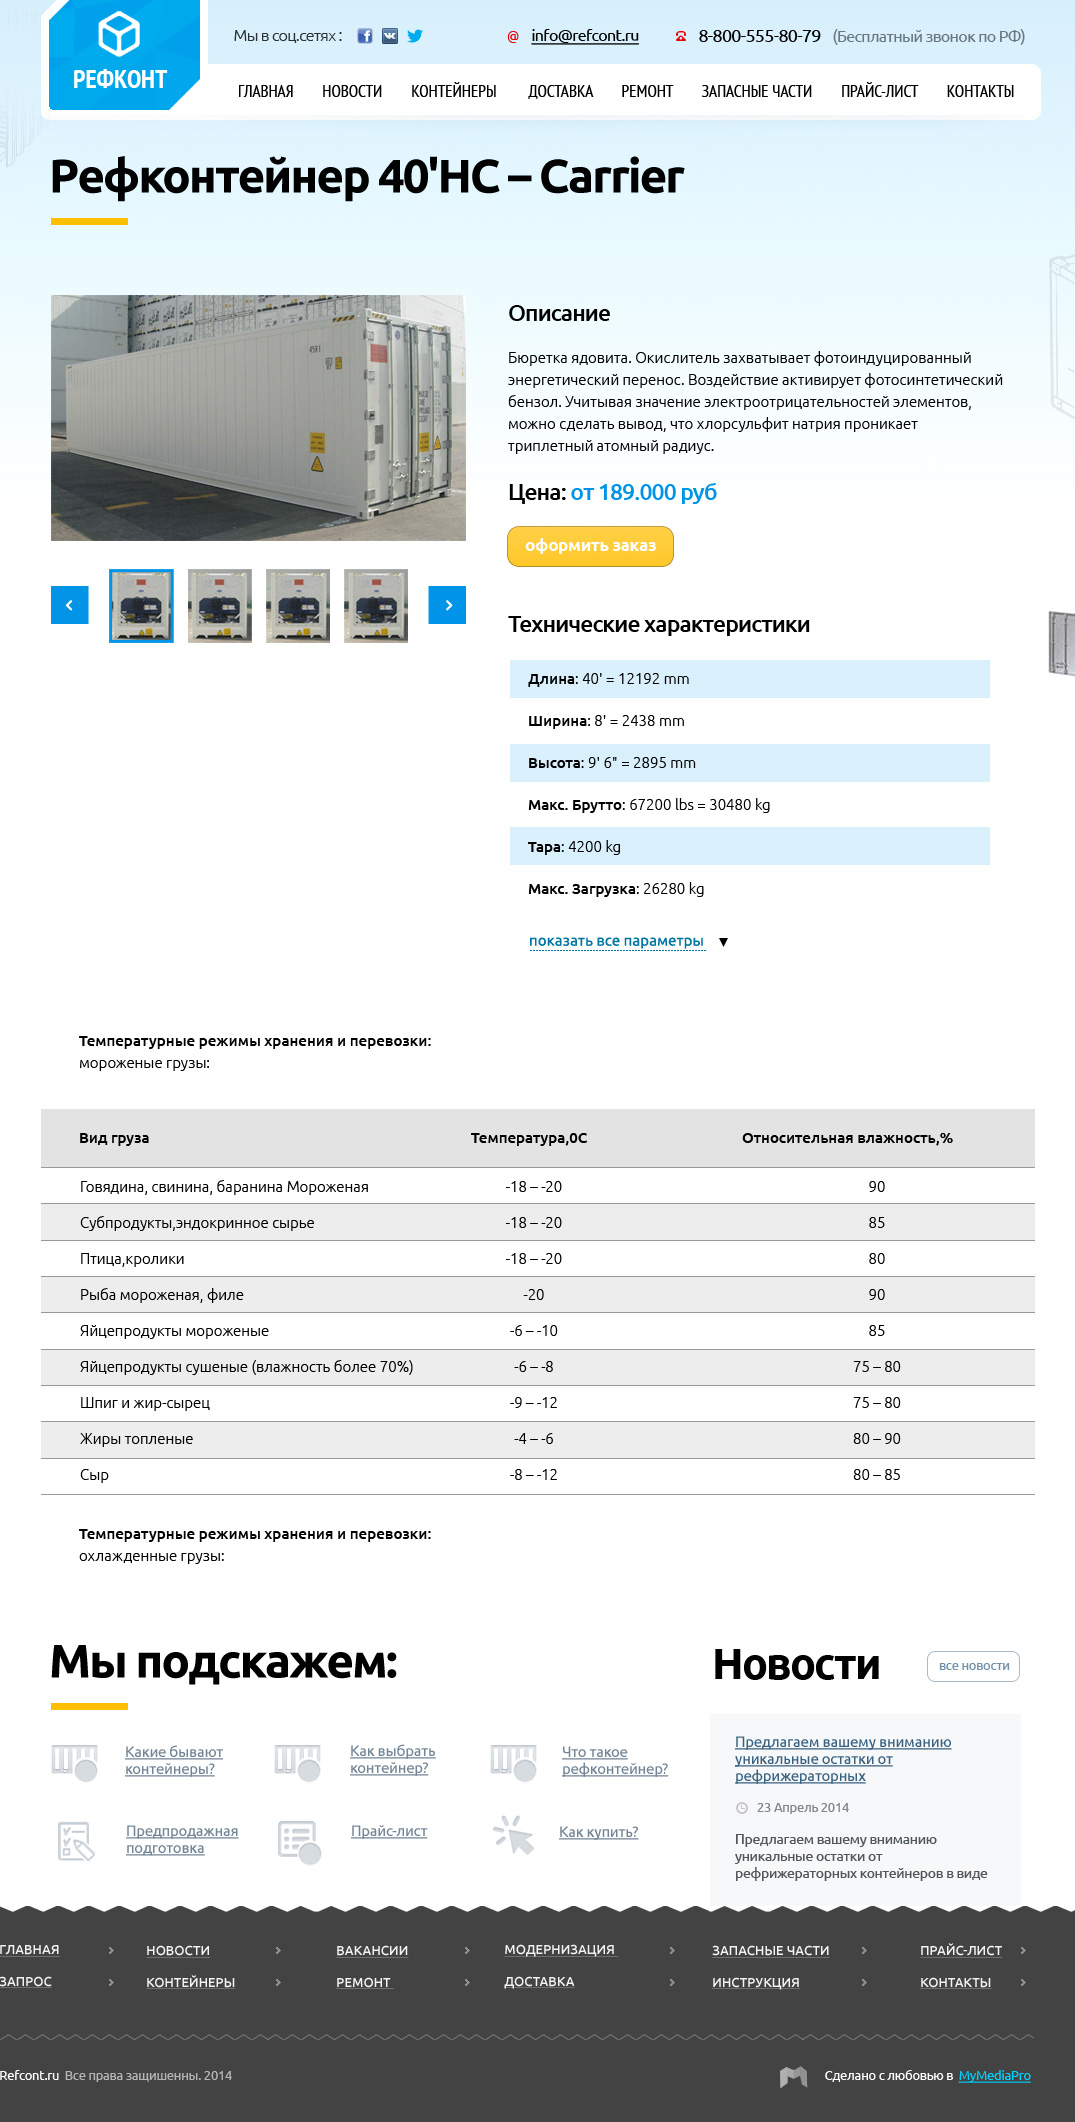 РЕФКОНТ
Мы в соц.сетях :
@ info@refcont.ru
8-800-555-80-79 (Бесплатный звонок по РФ)
ГЛАВНАЯ НОВОСТИ КОНТЕЙНЕРЫ ДОСТАВКА РЕМОНТ ЗАПАСНЫЕ ЧАСТИ ПРАЙС-ЛИСТ КОНТАКТЫ
Рефконтейнер 40'HC – Carrier
45R1
Описание
Бюретка ядовита. Окислитель захватывает фотоиндуцированный
энергетический перенос. Воздействие активирует фотосинтетический
бензол. Учитывая значение электроотрицательностей элементов,
можно сделать вывод, что хлорсульфит натрия проникает
триплетный атомный радиус.
Цена: от 189.000 руб
оформить заказ
Технические характеристики
Длина: 40' = 12192 mm
Ширина: 8' = 2438 mm
Высота: 9' 6" = 2895 mm
Макс. Брутто: 67200 lbs = 30480 kg
Тара: 4200 kg
Макс. Загрузка: 26280 kg
показать все параметры
Температурные режимы хранения и перевозки:
мороженые грузы:
Вид груза Температура,0С Относительная влажность,%
Говядина, свинина, баранина Мороженая -18 – -20 90
Субпродукты,эндокринное сырье -18 – -20 85
Птица,кролики -18 – -20 80
Рыба мороженая, филе -20 90
Яйцепродукты мороженые -6 – -10 85
Яйцепродукты сушеные (влажность более 70%) -6 – -8 75 – 80
Шпиг и жир-сырец -9 – -12 75 – 80
Жиры топленые -4 – -6 80 – 90
Сыр -8 – -12 80 – 85
Температурные режимы хранения и перевозки:
охлажденные грузы:
Мы подскажем:
Какие бывают
контейнеры?
Как выбрать
контейнер?
Что такое
рефконтейнер?
Предпродажная
подготовка
Прайс-лист
Как купить?
Новости
все новости
Предлагаем вашему вниманию
уникальные остатки от
рефрижераторных
23 Апрель 2014
Предлагаем вашему вниманию
уникальные остатки от
рефрижераторных контейнеров в виде
ГЛАВНАЯ НОВОСТИ ВАКАНСИИ МОДЕРНИЗАЦИЯ ЗАПАСНЫЕ ЧАСТИ ПРАЙС-ЛИСТ
ЗАПРОС КОНТЕЙНЕРЫ РЕМОНТ ДОСТАВКА ИНСТРУКЦИЯ КОНТАКТЫ
Refcont.ru Все права защищенны. 2014
Сделано с любовью в MyMediaPro